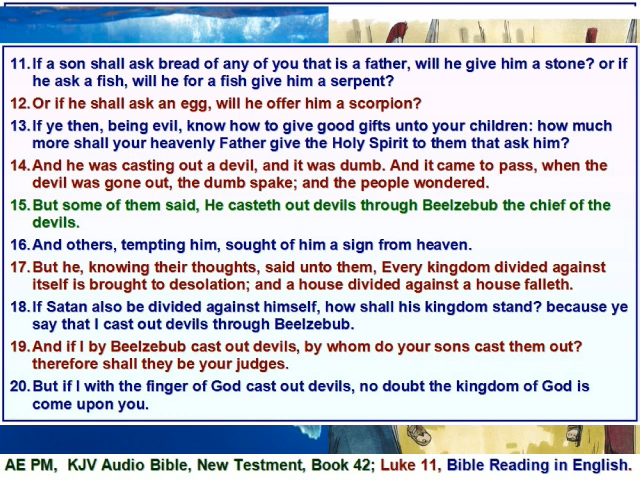 11. If a son shall ask bread of any of you that is a father, will he give him a stone? or if
he ask a fish, will he for a fish give him a serpent?
12. Or if he shall ask an egg, will he offer him a scorpion?
13. If ye then, being evil, know how to give good gifts unto your children: how much
more shall your heavenly Father give the Holy Spirit to them that ask him?
14. And he was casting out a devil, and it was dumb. And it came to pass, when the
devil was gone out, the dumb spake; and the people wondered.
15. But some of them said, He casteth out devils through Beelzebub the chief of the
devils.
16. And others, tempting him, sought of him a sign from heaven.
17. But he, knowing their thoughts, said unto them, Every kingdom divided against
itself is brought to desolation; and a house divided against a house falleth.
18. If Satan also be divided against himself, how shall his kingdom stand? because ye
say that I cast out devils through Beelzebub.
19. And if I by Beelzebub cast out devils, by whom do your sons cast them out?
therefore shall they be your judges.
20. But if I with the finger of God cast out devils, no doubt the kingdom of God is
come upon you.
AE PM, KJV Audio Bible, New Testment, Book 42; Luke 11, Bible Reading in English.